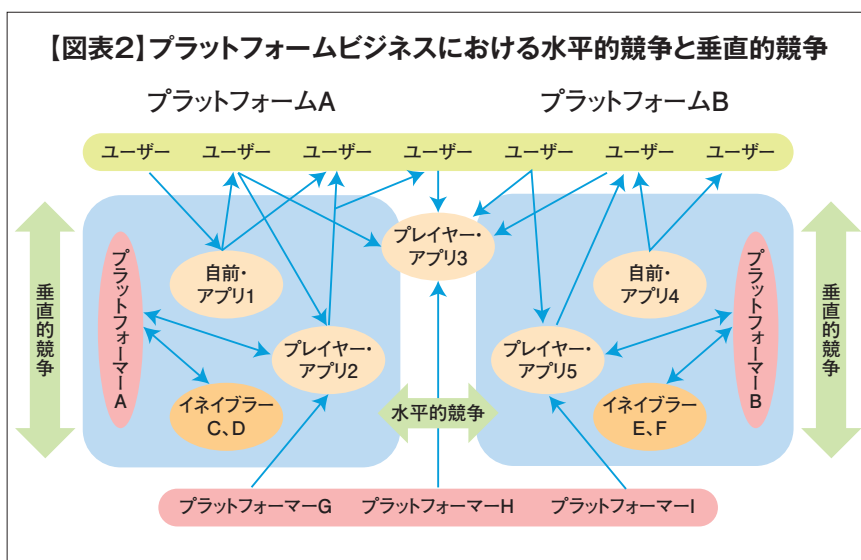 【図表2】プラットフォームビジネスにおける水平的競争と垂直的競争
プラットフォームA
プラットフォームB
ユーザー ユーザー ユーザー ユーザー ユーザー ユーザー ユーザー
垂直的競争
プラットフォーマーA
自前・
アプリ1
プレイヤー・
アプリ2
イネイブラー
C、D
プレイヤー・
アプリ3
水平的競争
自前・
アプリ4
プレイヤー・
アプリ5
イネイブラー
E、F
プラットフォーマーB
垂直的競争
プラットフォーマーG プラットフォーマーH プラットフォーマーI